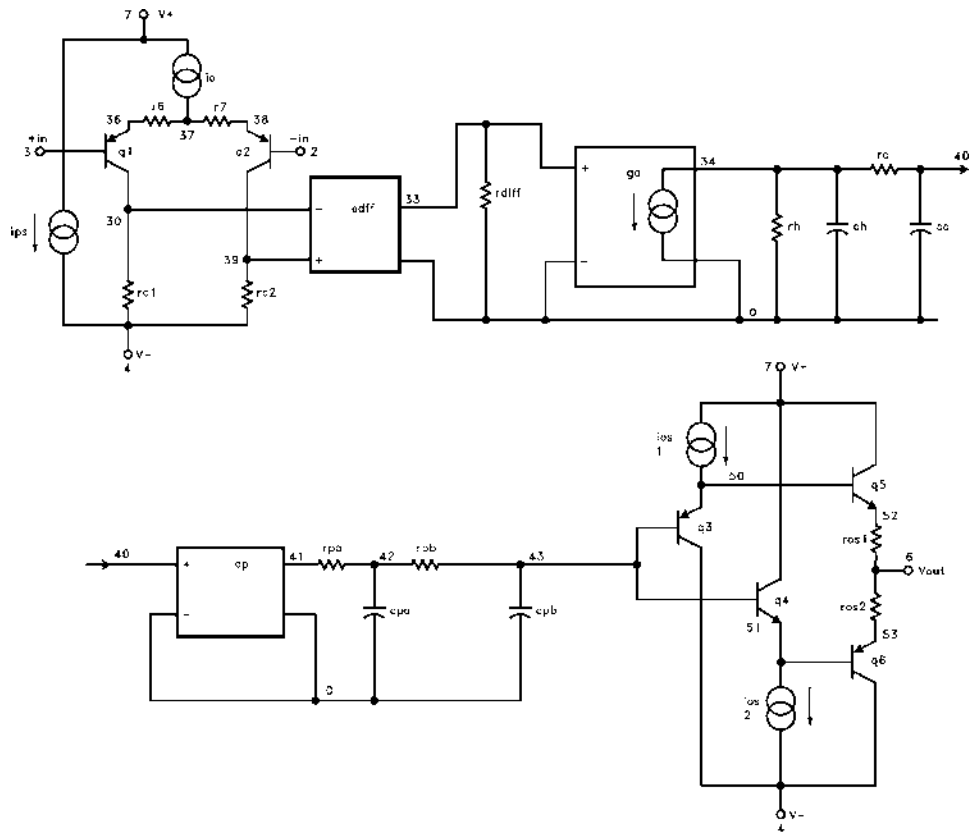 7 V+
io
r6 r7
36 37 38
+in -in
3 q1 q2 2
ips
30
39
rc1 rc2
V-
4
edff
- +
33
rdiff
+ -
ga
34
rh
ch
rc
cc
40
0
40
+ -
ep
41
rpa
42
rpb
43
cpa
cpb
0
7 V+
ios
1
50
q3
q5
52
ros1
6
Vout
ros2
q4
51
53
q6
ios
2
V-
4